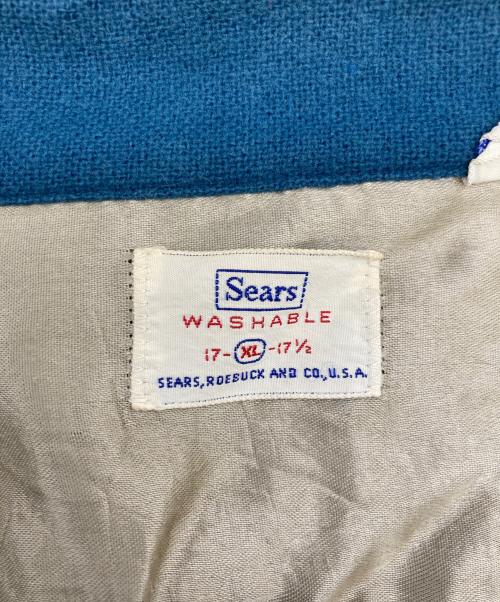 Sears
WASHABLE
17-XL-17½
SEARS, ROEBUCK AND CO., U.S.A.